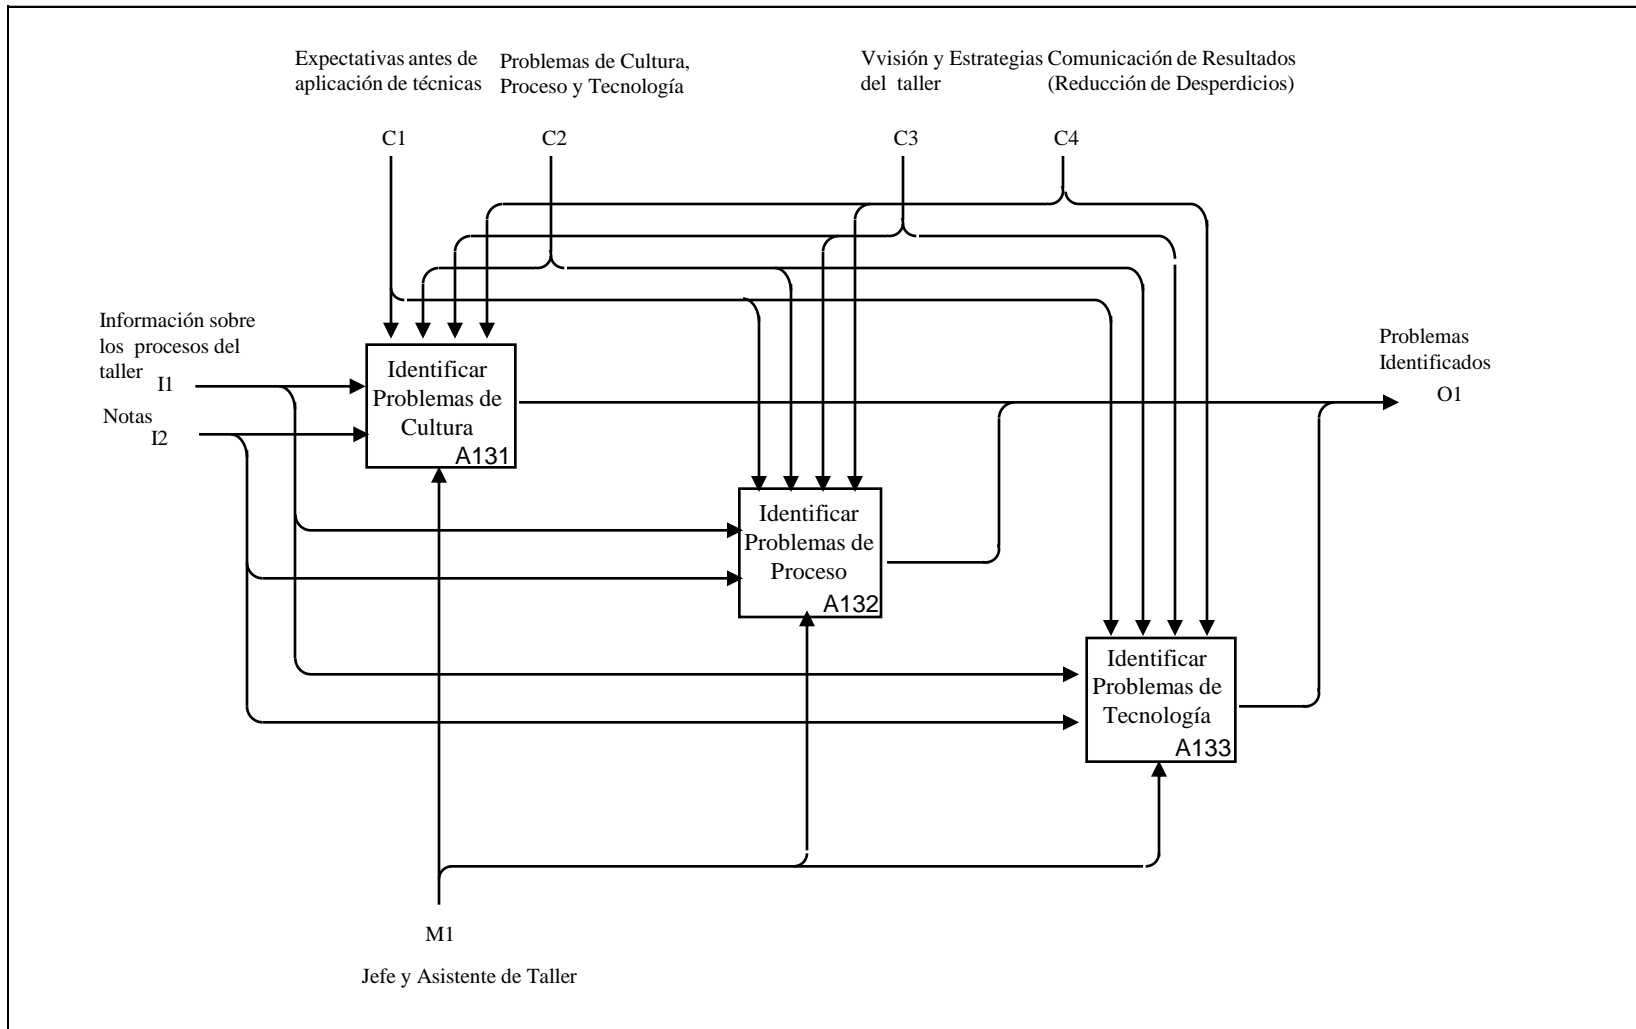 Expectativas antes de
aplicación de técnicas
Problemas de Cultura,
Proceso y Tecnología
Vvisión y Estrategias
del taller
Comunicación de Resultados
(Reducción de Desperdicios)
C1
C2
C3
C4
Información sobre
los procesos del
taller
I1
Notas
I2
Identificar
Problemas de
Cultura
A131
Problemas
Identificados
O1
Identificar
Problemas de
Proceso
A132
Identificar
Problemas de
Tecnología
A133
M1
Jefe y Asistente de Taller